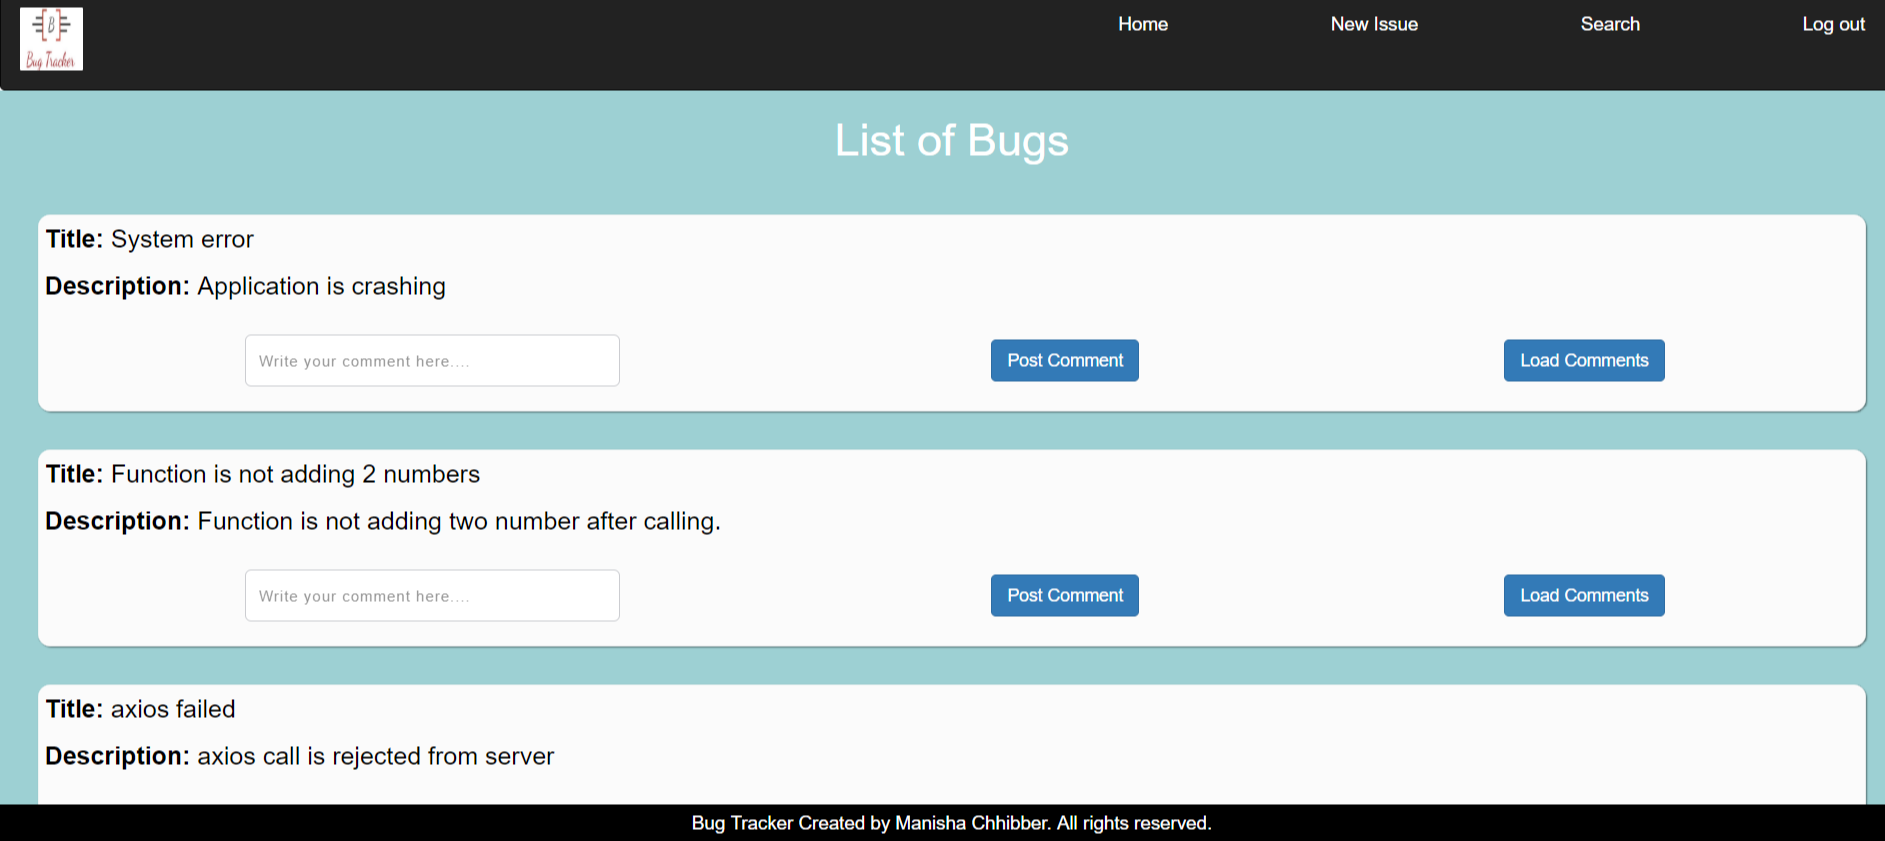 B
Bug Tracker
Home
New Issue
Search
Log out
List of Bugs
Title: System error
Description: Application is crashing
Write your comment here....
Post Comment
Load Comments
Title: Function is not adding 2 numbers
Description: Function is not adding two number after calling.
Write your comment here....
Post Comment
Load Comments
Title: axios failed
Description: axios call is rejected from server
Bug Tracker Created by Manisha Chhibber. All rights reserved.